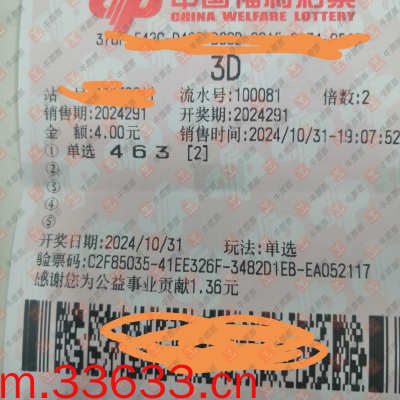 中国福利彩票
CHINA WELFARE LOTTERY
3D
站 流水号:100081 倍数:2
销售期:2024291 开奖期:2024291
金 额:4.00元 销售时间:2024/10/31-19:07:52
① 单选 4 6 3 [2]
②
③
④
⑤
开奖日期:2024/10/31 玩法:单选
验票码:C2F85035-41EE326F-3482D1EB-EA052117
感谢您为公益事业贡献1.36元
m.33633.cn